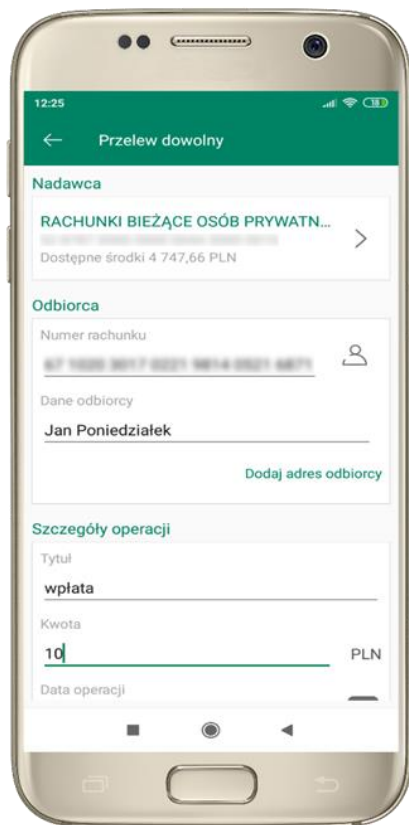 12:25
18
Przelew dowolny
Nadawca
RACHUNKI BIEŻĄCE OSÓB PRYWATN...
Dostępne środki 4 747,66 PLN
Odbiorca
Numer rachunku
Dane odbiorcy
Jan Poniedziałek
Dodaj adres odbiorcy
Szczegóły operacji
Tytuł
wpłata
Kwota
10 PLN
Data operacji